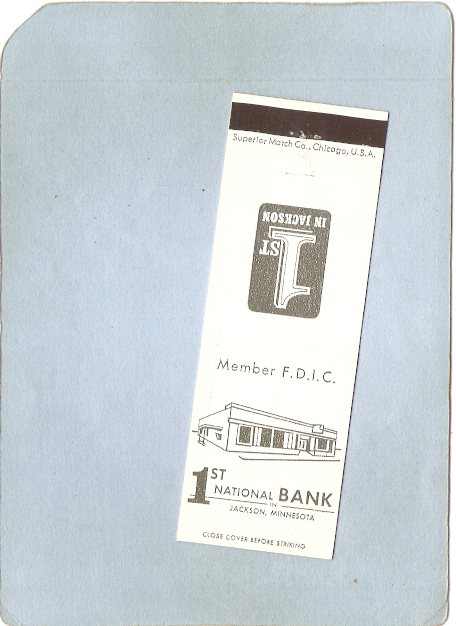 Superior Match Co., Chicago, U.S.A.
1ST
IN JACKSON
Member F.D.I.C.
1ST
NATIONAL BANK
IN
JACKSON, MINNESOTA
CLOSE COVER BEFORE STRIKING